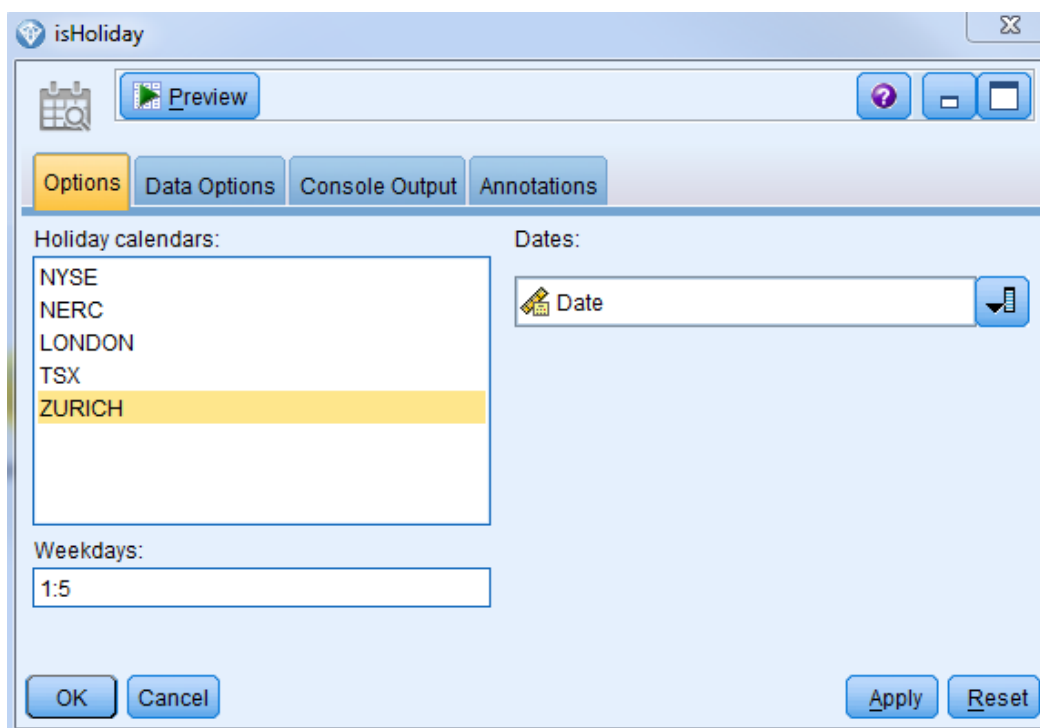 isHoliday
Preview
?
Options Data Options Console Output Annotations
Holiday calendars:
NYSE
NERC
LONDON
TSX
ZURICH
Dates:
Date
Weekdays:
1:5
OK Cancel Apply Reset